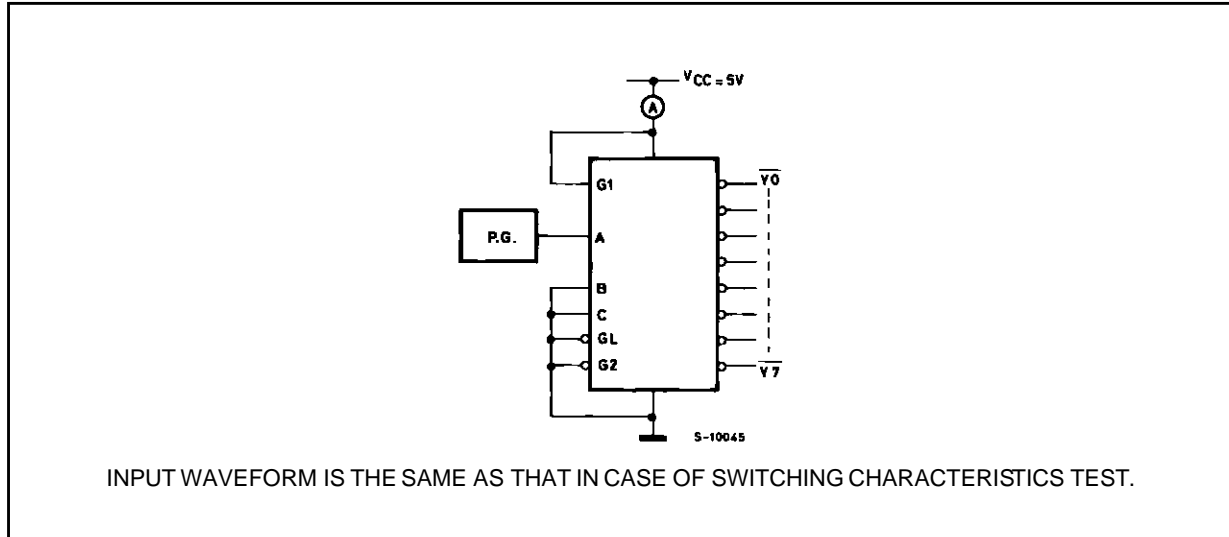 V CC = 5V
A
G1
Y0
P.G.
A
B
C
GL
G2
Y7
S-10045
INPUT WAVEFORM IS THE SAME AS THAT IN CASE OF SWITCHING CHARACTERISTICS TEST.